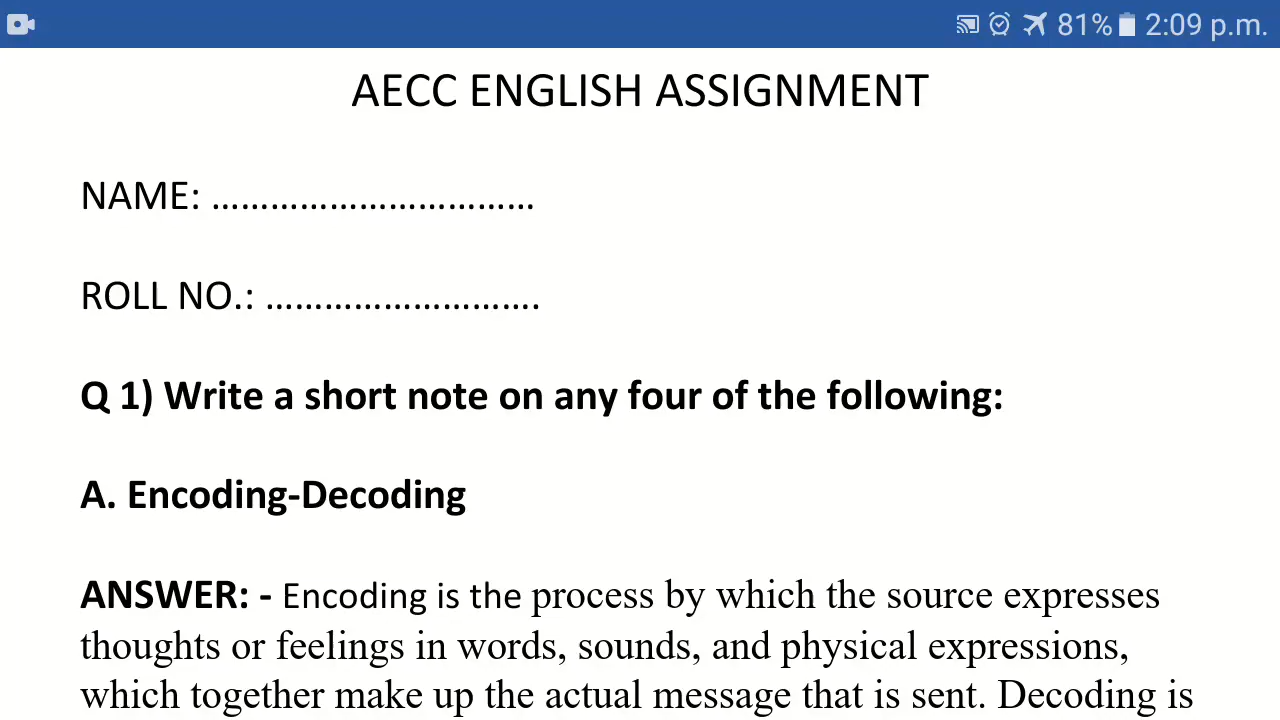 81% 2:09 p.m.
AECC ENGLISH ASSIGNMENT
NAME: ……………………………
ROLL NO.: ……………………….
Q 1) Write a short note on any four of the following:
A. Encoding-Decoding
ANSWER: - Encoding is the process by which the source expresses
thoughts or feelings in words, sounds, and physical expressions,
which together make up the actual message that is sent. Decoding is